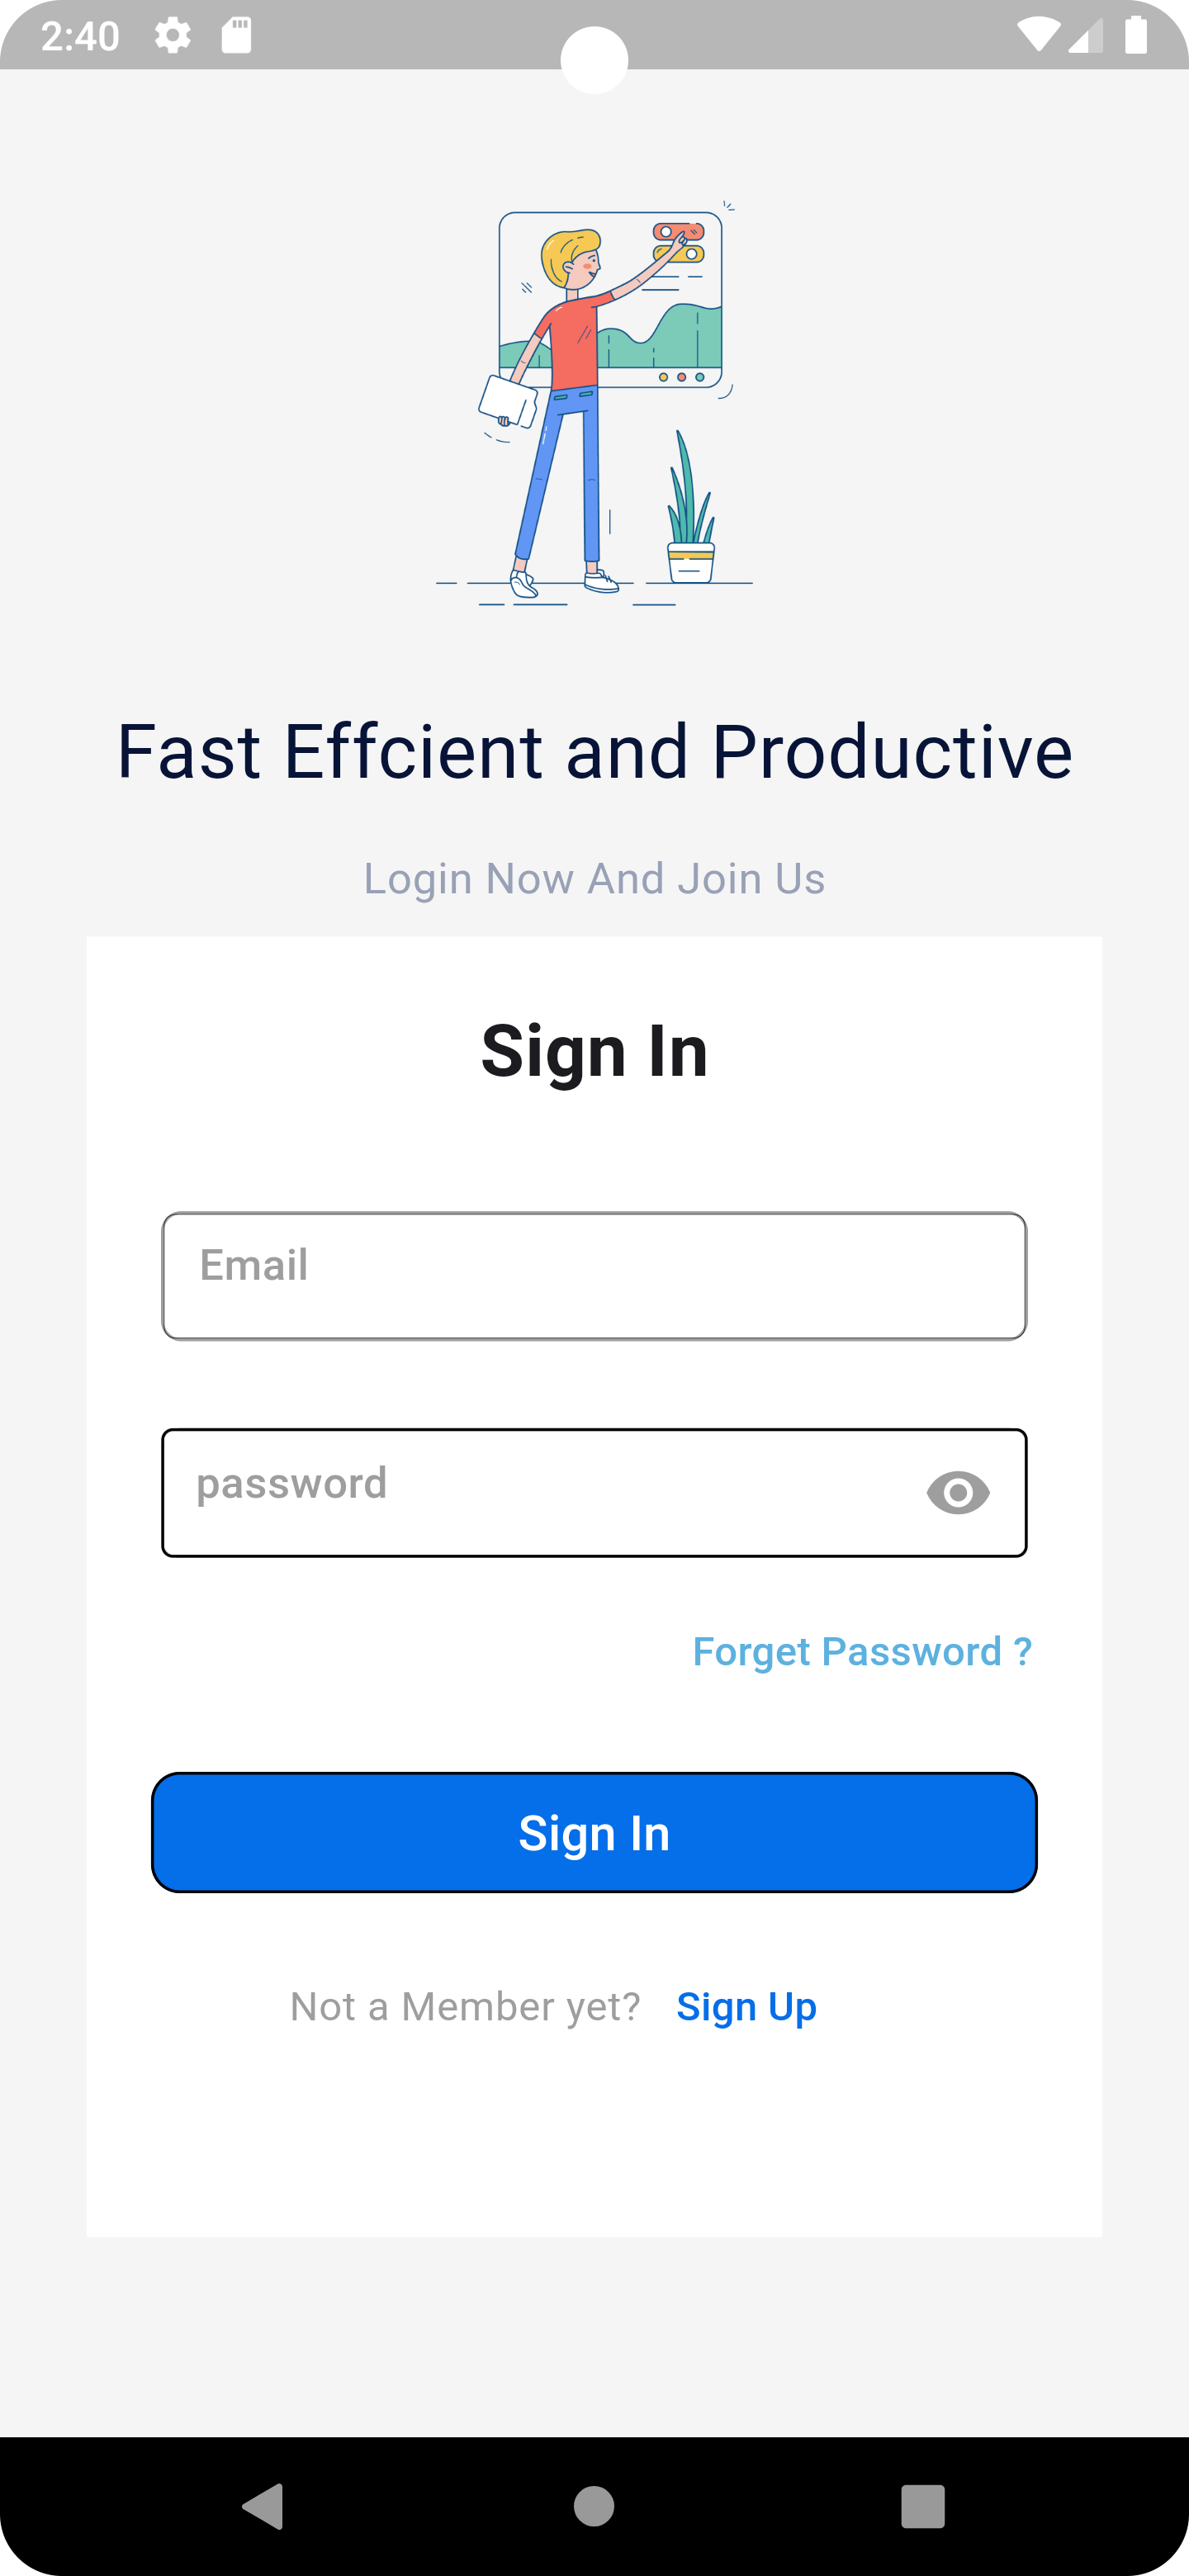 2:40
Fast Effcient and Productive
Login Now And Join Us
Sign In
Email
password
Forget Password ?
Sign In
Not a Member yet? Sign Up